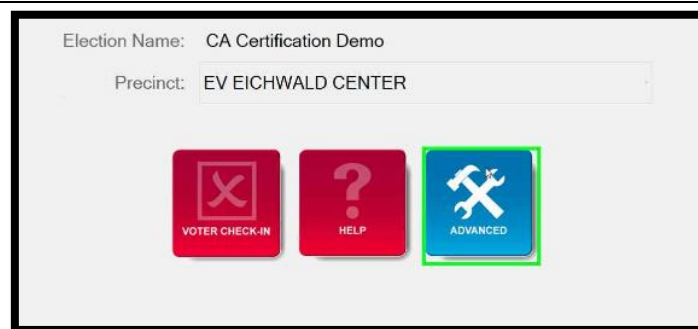 Election Name: CA Certification Demo
Precinct: EV EICHWALD CENTER
VOTER CHECK-IN
HELP
ADVANCED